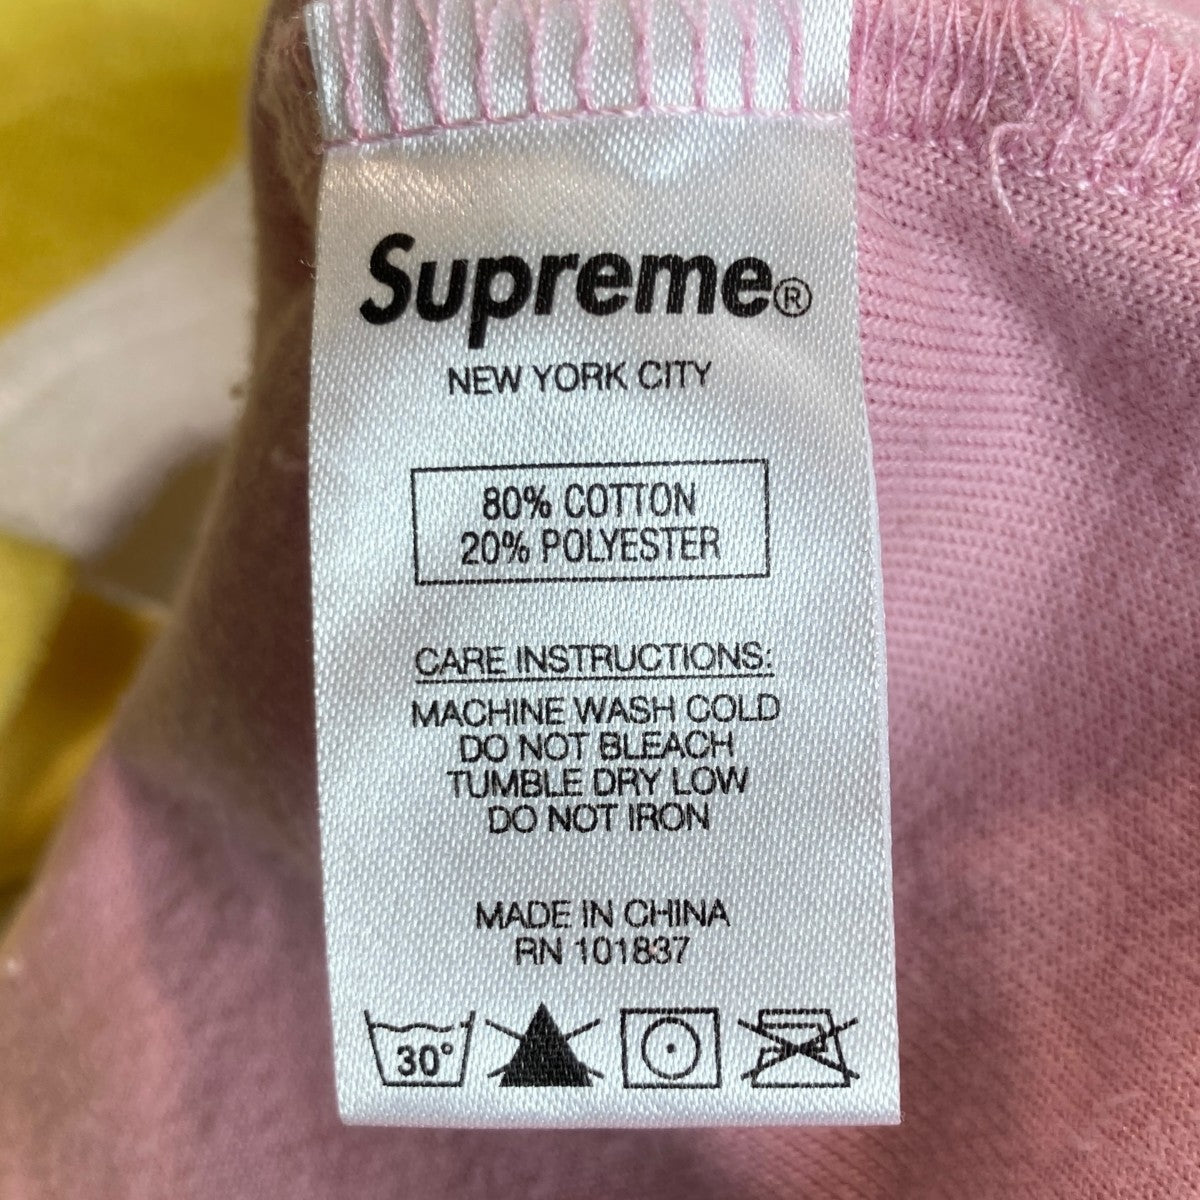 Supreme®
NEW YORK CITY
80% COTTON
20% POLYESTER
CARE INSTRUCTIONS:
MACHINE WASH COLD
DO NOT BLEACH
TUMBLE DRY LOW
DO NOT IRON
MADE IN CHINA
RN 101837
30°